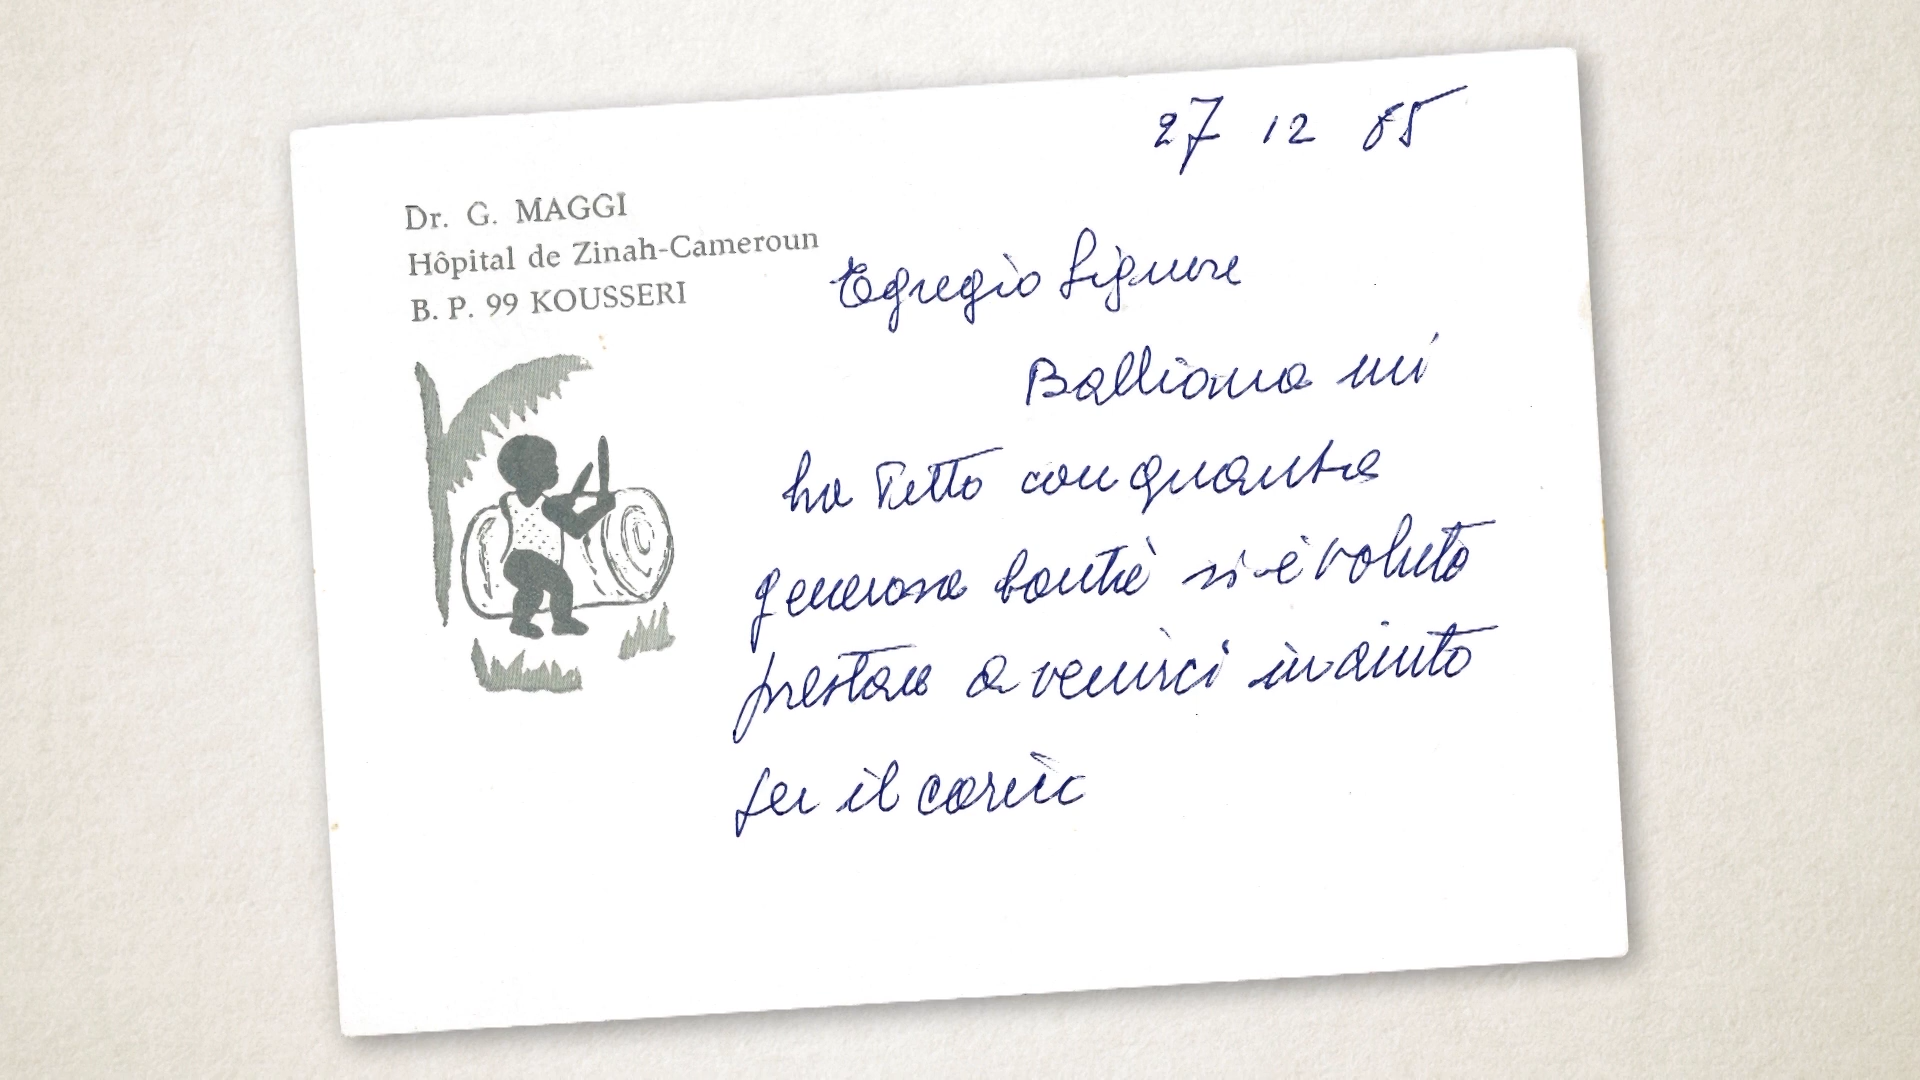 27 12 85
Dr. G. MAGGI
Hôpital de Zinah-Cameroun
B. P. 99 KOUSSERI
Egregio Signore
Balliana mi
ha detto con quanta
generosa bontà si è voluto
prestare a venirci in aiuto
per il caric